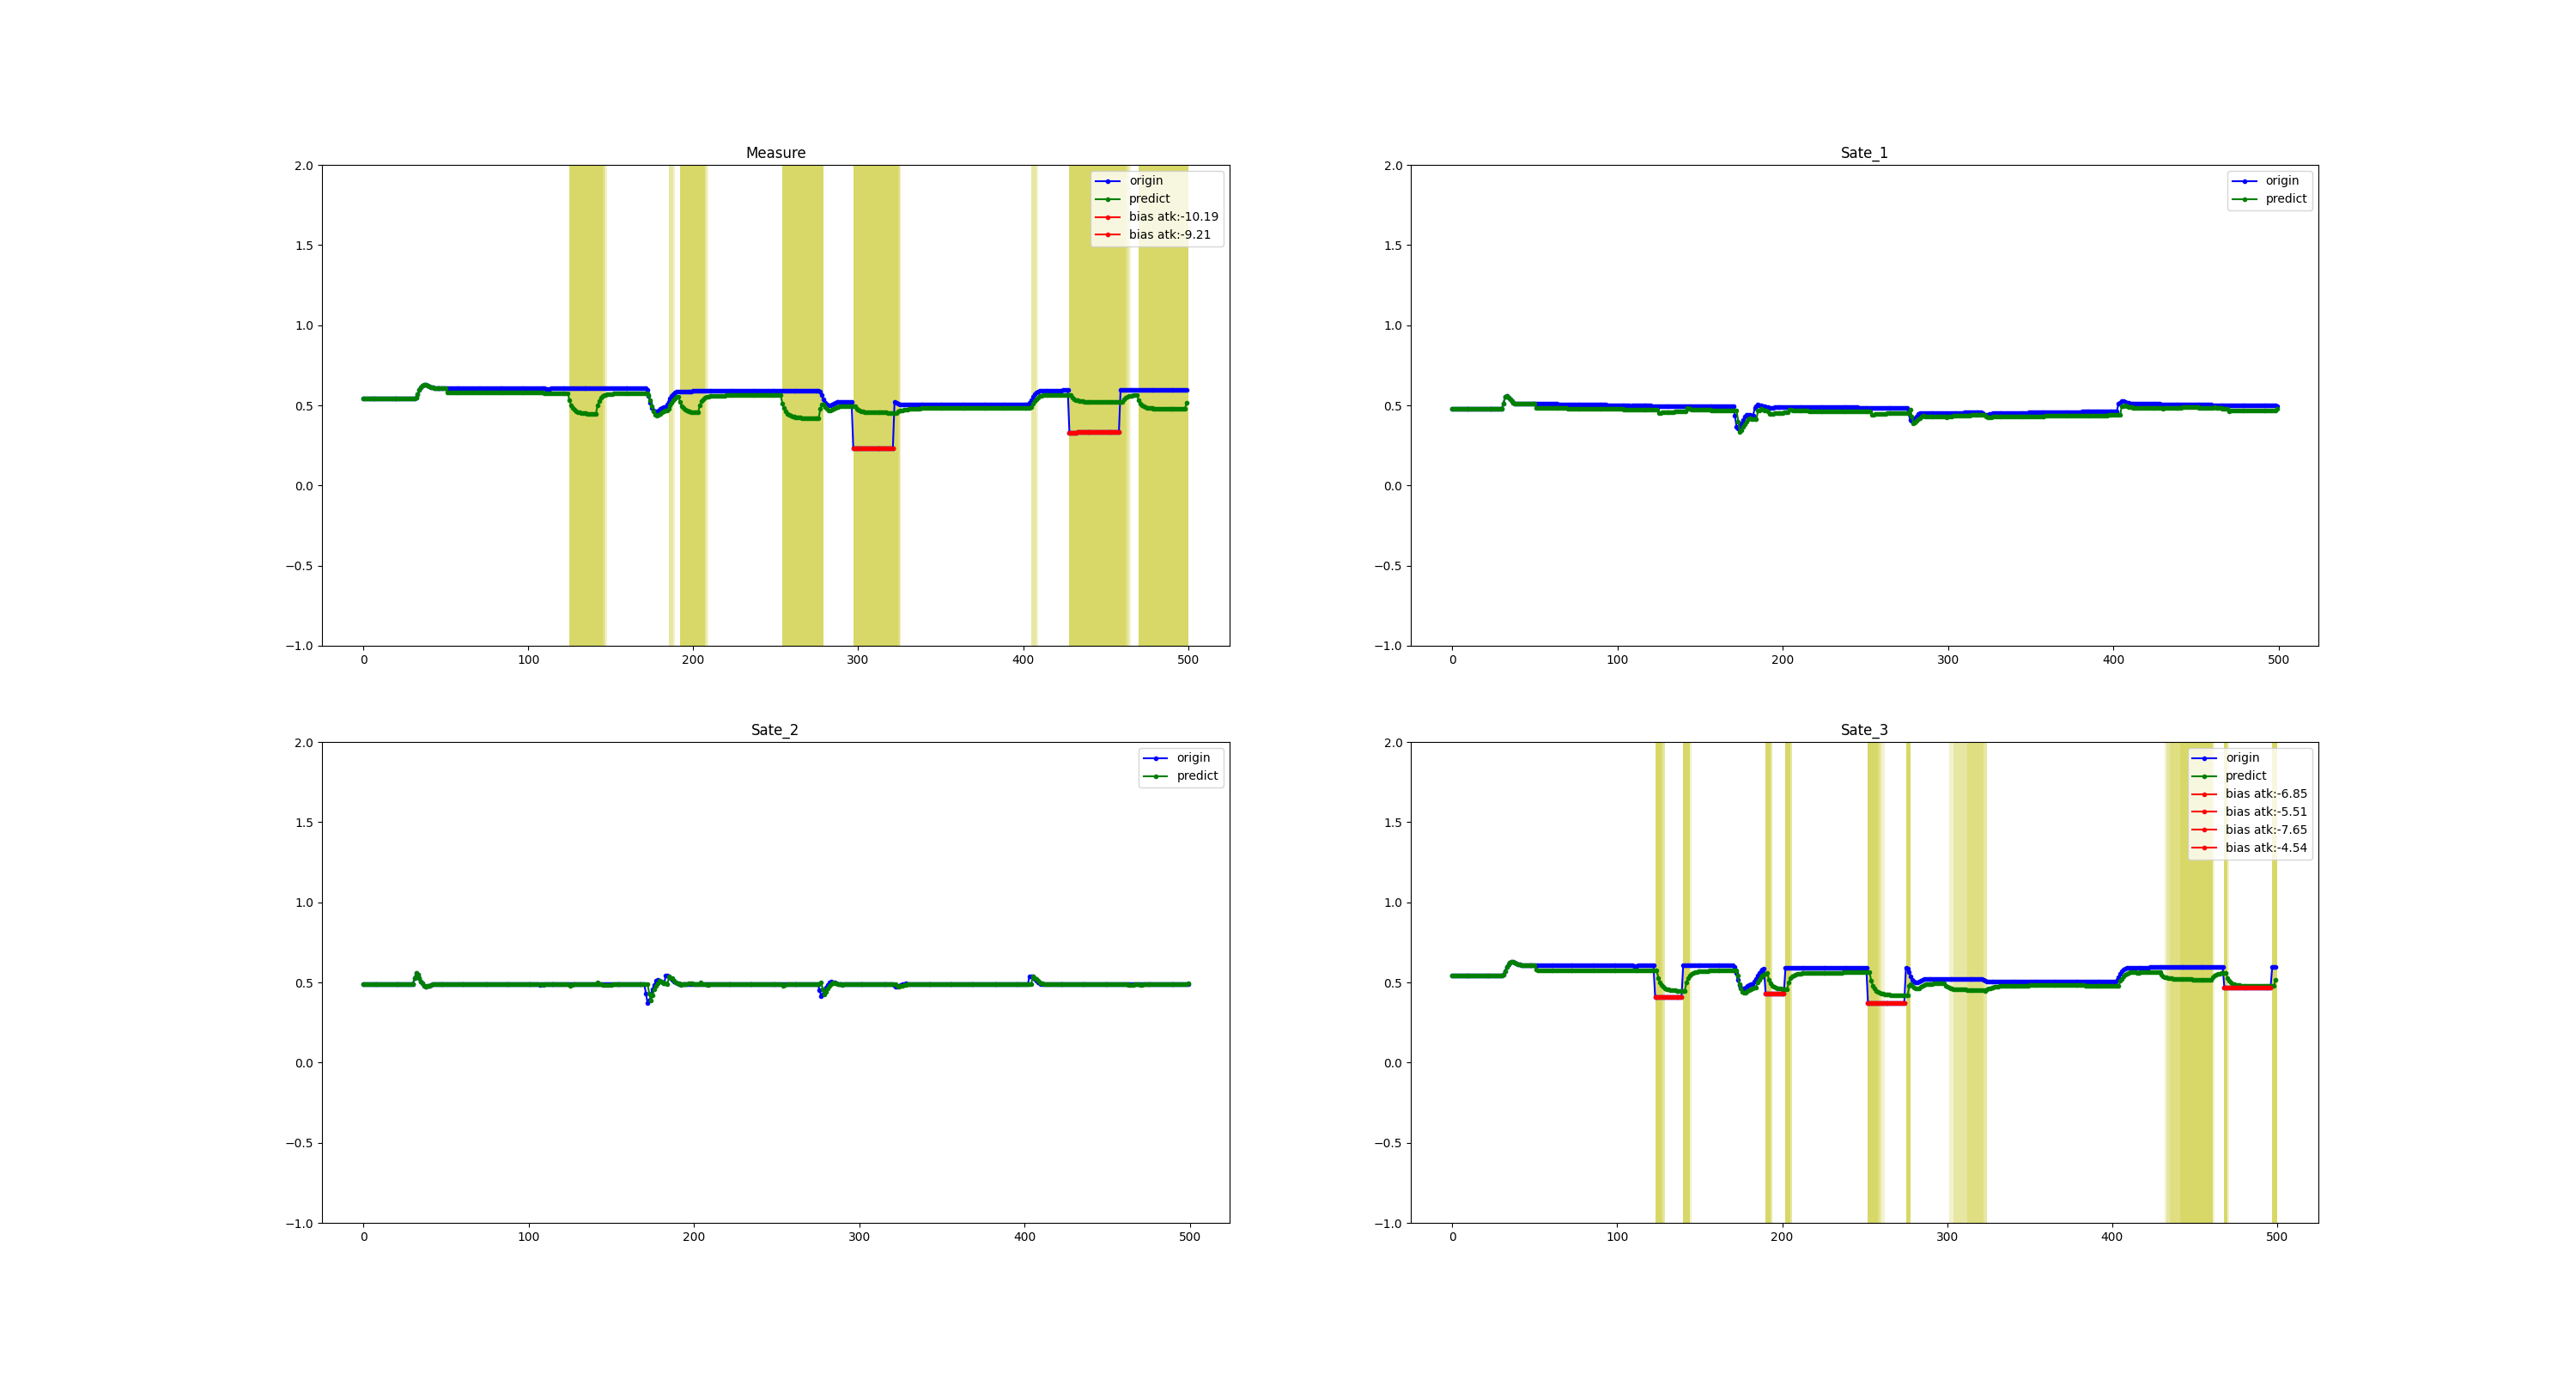 Measure
2.0
1.5
1.0
0.5
0.0
−0.5
−1.0
0 100 200 300 400 500
origin
predict
bias atk:-10.19
bias atk:-9.21
Sate_1
2.0
1.5
1.0
0.5
0.0
−0.5
−1.0
0 100 200 300 400 500
origin
predict
Sate_2
2.0
1.5
1.0
0.5
0.0
−0.5
−1.0
0 100 200 300 400 500
origin
predict
Sate_3
2.0
1.5
1.0
0.5
0.0
−0.5
−1.0
0 100 200 300 400 500
origin
predict
bias atk:-6.85
bias atk:-5.51
bias atk:-7.65
bias atk:-4.54